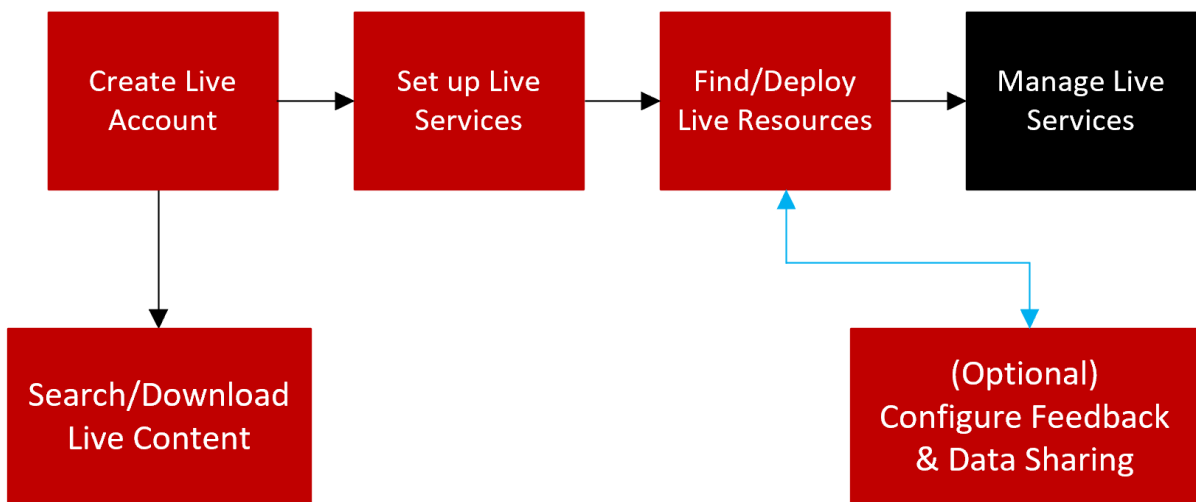 Create Live
Account
Set up Live
Services
Find/Deploy
Live Resources
Manage Live
Services
Search/Download
Live Content
(Optional)
Configure Feedback
& Data Sharing